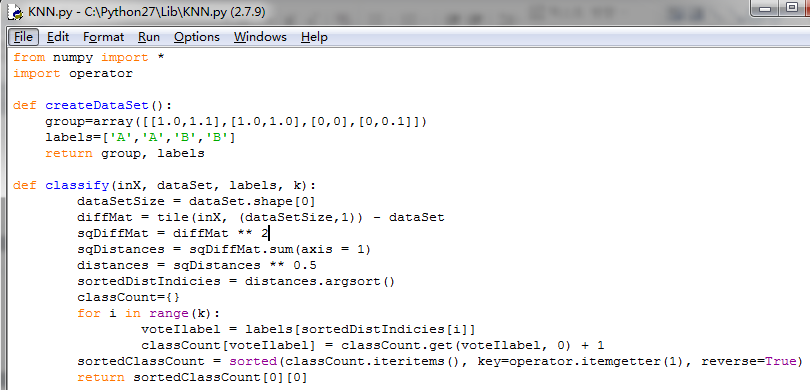 KNN.py - C:\Python27\Lib\KNN.py (2.7.9)
File Edit Format Run Options Windows Help
from numpy import *
import operator
def createDataSet():
    group=array([[1.0,1.1],[1.0,1.0],[0,0],[0,0.1]])
    labels=['A','A','B','B']
    return group, labels
def classify(inX, dataSet, labels, k):
        dataSetSize = dataSet.shape[0]
        diffMat = tile(inX, (dataSetSize,1)) - dataSet
        sqDiffMat = diffMat ** 2
        sqDistances = sqDiffMat.sum(axis = 1)
        distances = sqDistances ** 0.5
        sortedDistIndicies = distances.argsort()
        classCount={}
        for i in range(k):
                voteIlabel = labels[sortedDistIndicies[i]]
                classCount[voteIlabel] = classCount.get(voteIlabel, 0) + 1
        sortedClassCount = sorted(classCount.iteritems(), key=operator.itemgetter(1), reverse=True)
        return sortedClassCount[0][0]